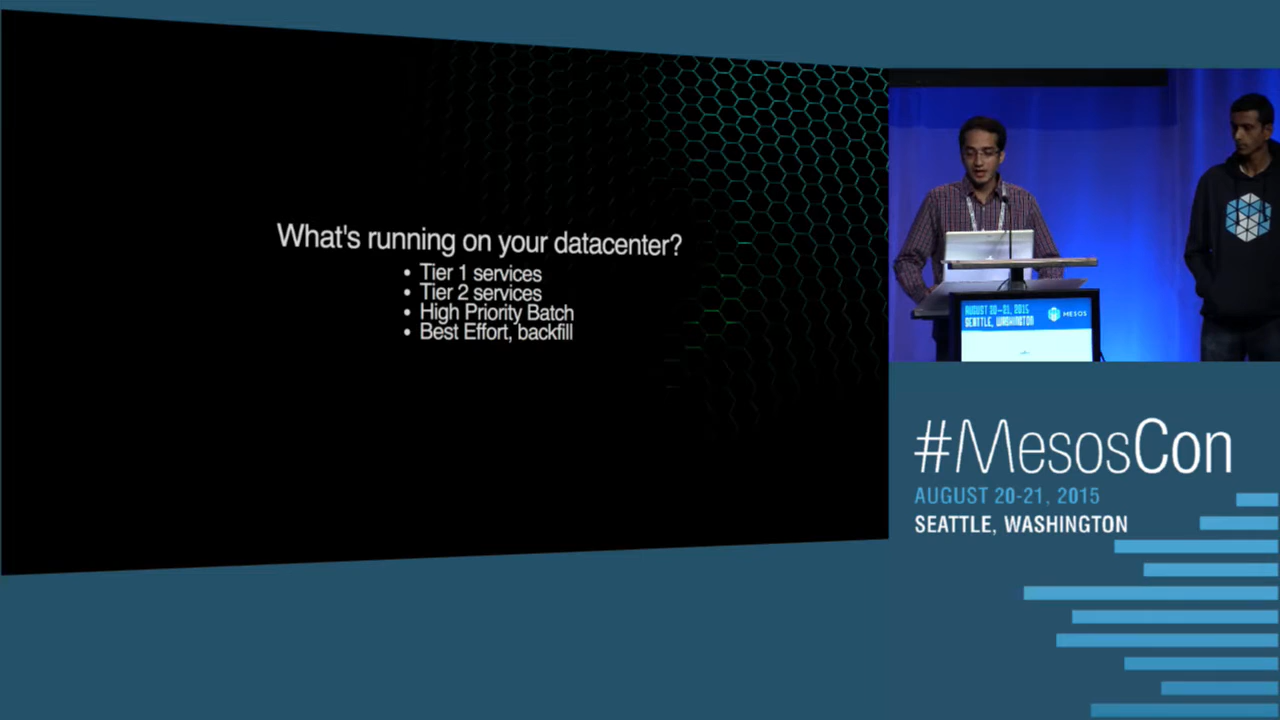 What's running on your datacenter?
• Tier 1 services
• Tier 2 services
• High Priority Batch
• Best Effort, backfill
AUGUST 20-21, 2015
SEATTLE, WASHINGTON
MESOS
#MesosCon
AUGUST 20-21, 2015
SEATTLE, WASHINGTON